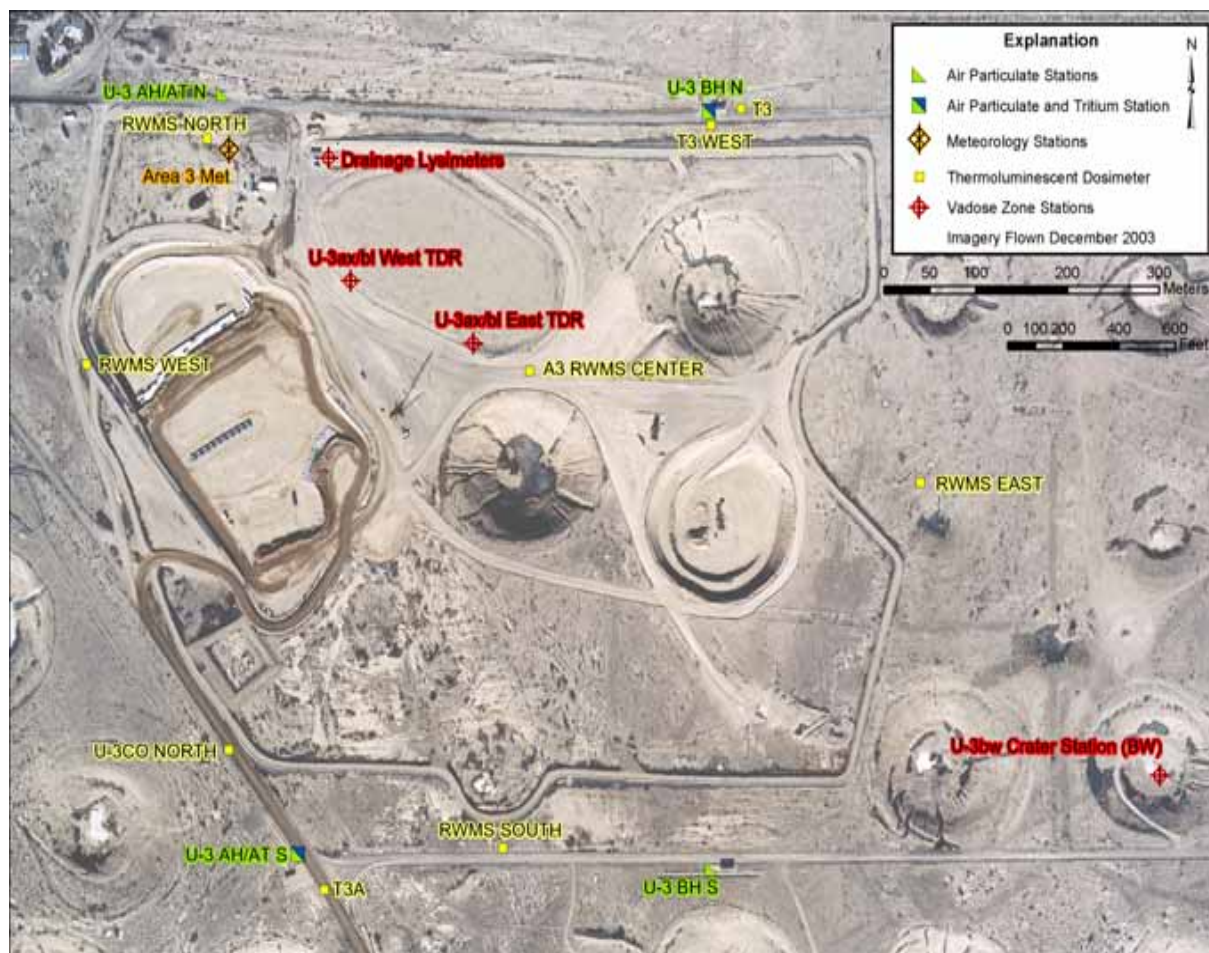 Explanation
N
Air Particulate Stations
Air Particulate and Tritium Station
Meteorology Stations
Thermoluminescent Dosimeter
Vadose Zone Stations
Imagery Flown December 2003
0 50 100 200 300
Meters
0 100 200 400 600
Feet
U-3 AH/AT N
RWMS NORTH
Area 3 Met
Drainage Lysimeters
U-3 BH N
T3
T3 WEST
U-3ax/bl West TDR
U-3ax/bl East TDR
RWMS WEST
A3 RWMS CENTER
RWMS EAST
U-3CO NORTH
U-3bw Crater Station (BW)
RWMS SOUTH
U-3 AH/AT S
T3A
U-3 BH S